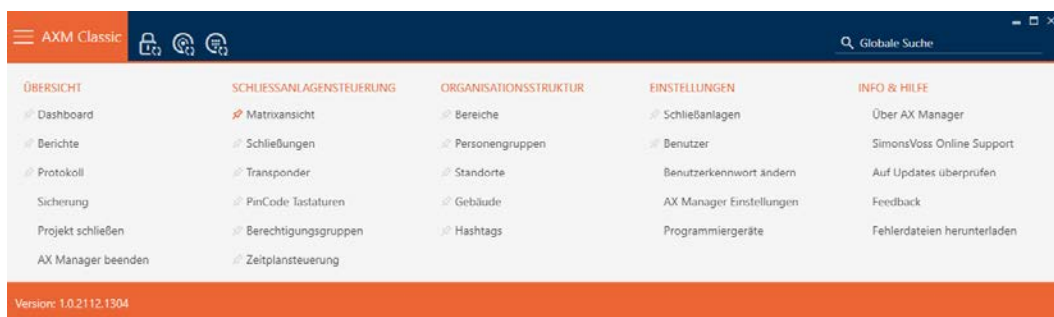 AXM Classic
Globale Suche
ÜBERSICHT
Dashboard
Berichte
Protokoll
Sicherung
Projekt schließen
AX Manager beenden
SCHLIESSANLAGENSTEUERUNG
Matrixansicht
Schließungen
Transponder
PinCode Tastaturen
Berechtigungsgruppen
Zeitplansteuerung
ORGANISATIONSSTRUKTUR
Bereiche
Personengruppen
Standorte
Gebäude
Hashtags
EINSTELLUNGEN
Schließanlagen
Benutzer
Benutzerkennwort ändern
AX Manager Einstellungen
Programmiergeräte
INFO & HILFE
Über AX Manager
SimonsVoss Online Support
Auf Updates überprüfen
Feedback
Fehlerdateien herunterladen
Version: 1.0.2112.1304